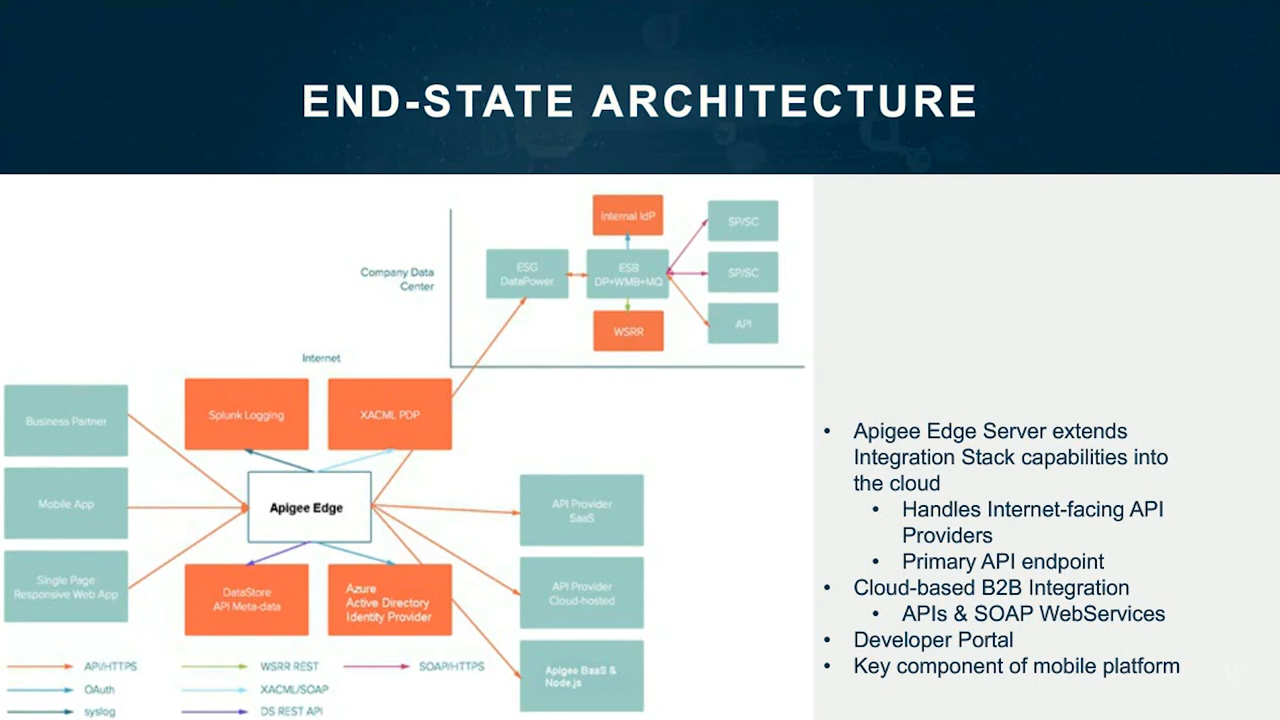 END-STATE ARCHITECTURE
Internal IdP
SP/SC
Company Data
Center
ESG
DataPower
ESB
DP+WMB+MQ
SP/SC
WSRR
API
Internet
Business Partner
Splunk Logging
XACML PDP
Mobile App
Apigee Edge
API Provider
SaaS
Single Page
Responsive Web App
DataStore
API Meta-data
Azure
Active Directory
Identity Provider
API Provider
Cloud-hosted
Apigee BaaS &
Node.js
API/HTTPS
WSRR REST
SOAP/HTTPS
OAuth
XACML/SOAP
syslog
DS REST API
• Apigee Edge Server extends
Integration Stack capabilities into
the cloud
• Handles Internet-facing API
Providers
• Primary API endpoint
• Cloud-based B2B Integration
• APIs & SOAP WebServices
• Developer Portal
• Key component of mobile platform